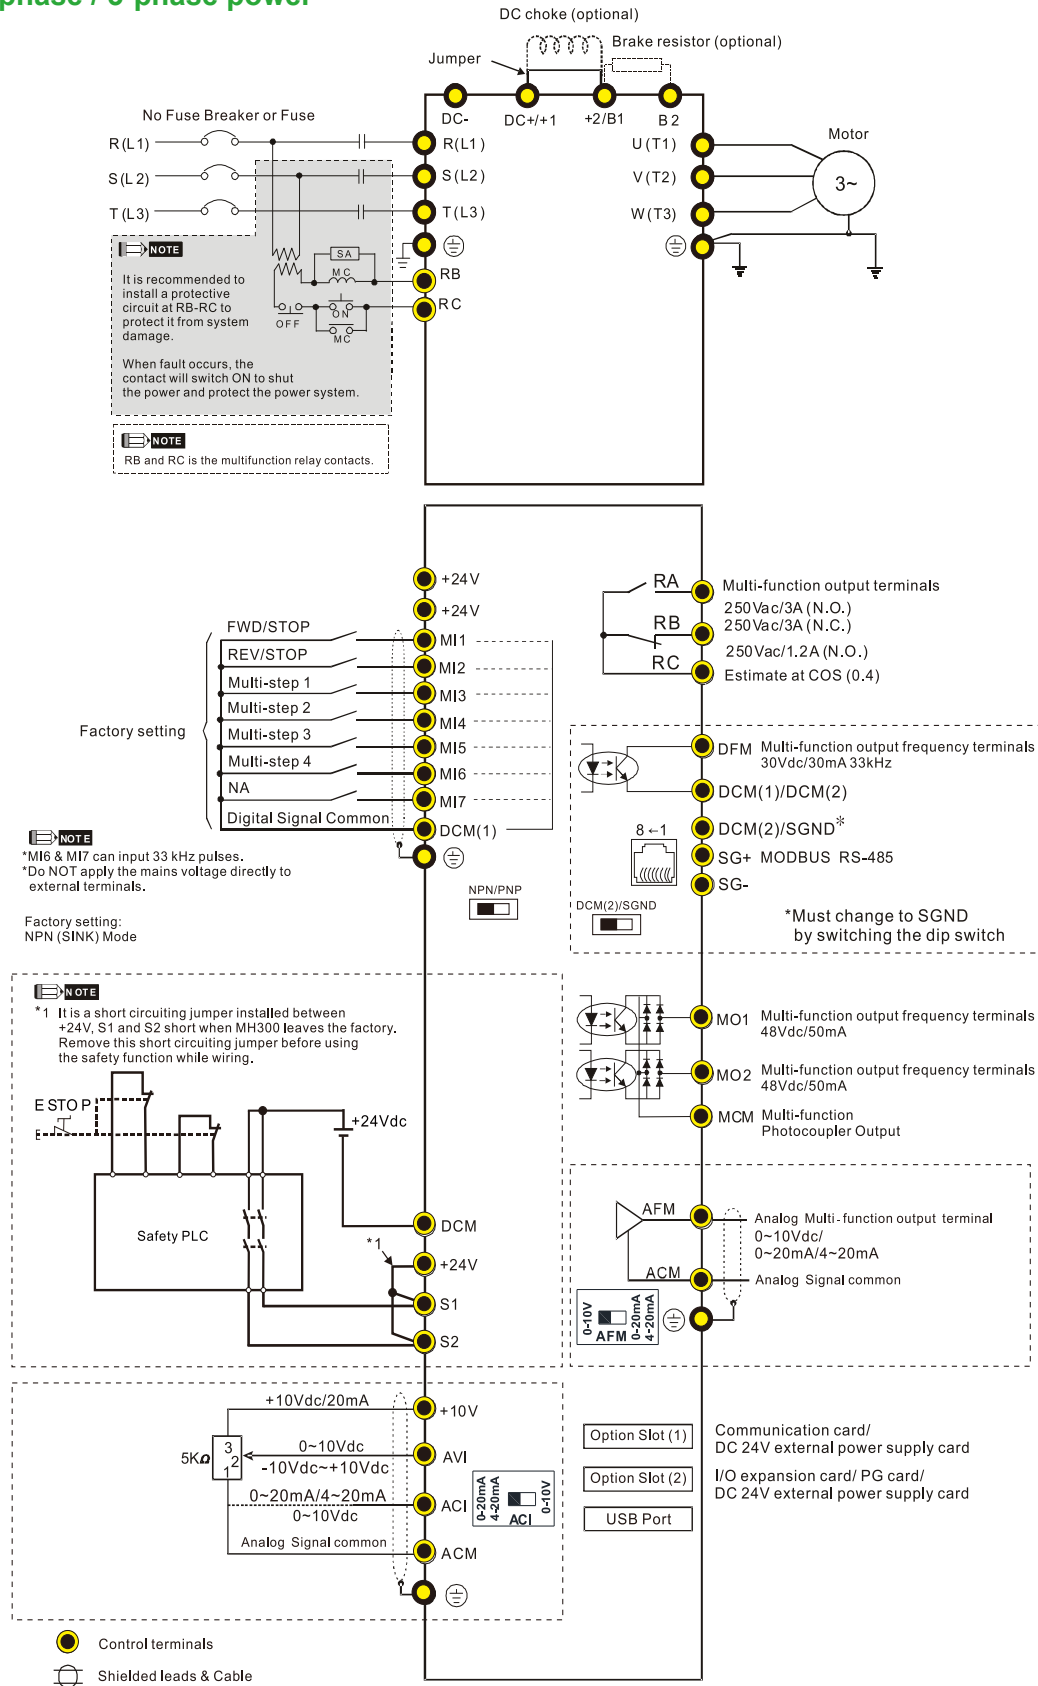 phase / 3-phase power
DC choke (optional)
Jumper
Brake resistor (optional)
DC-
DC+/+1
+2/B1
B2
No Fuse Breaker or Fuse
R(L1)
S(L2)
T(L3)
R(L1)
S(L2)
T(L3)
RB
RC
U(T1)
V(T2)
W(T3)
Motor
3~
NOTE
It is recommended to
install a protective
circuit at RB-RC to
protect it from system
damage.
When fault occurs, the
contact will switch ON to shut
the power and protect the power system.
SA
MC
OFF
ON
MC
NOTE
RB and RC is the multifunction relay contacts.
+24V
+24V
FWD/STOP
MI1
REV/STOP
MI2
Multi-step 1
MI3
Multi-step 2
MI4
Factory setting
Multi-step 3
MI5
Multi-step 4
MI6
NA
MI7
Digital Signal Common
DCM(1)
NOTE
*MI6 & MI7 can input 33 kHz pulses.
*Do NOT apply the mains voltage directly to
external terminals.
Factory setting:
NPN (SINK) Mode
NPN/PNP
RA
Multi-function output terminals
250Vac/3A (N.O.)
RB
250Vac/3A (N.C.)
250Vac/1.2A (N.O.)
RC
Estimate at COS (0.4)
DFM
Multi-function output frequency terminals
30Vdc/30mA 33kHz
DCM(1)/DCM(2)
DCM(2)/SGND*
8←1
SG+ MODBUS RS-485
SG-
DCM(2)/SGND
*Must change to SGND
by switching the dip switch
NOTE
*1 It is a short circuiting jumper installed between
+24V, S1 and S2 short when MH300 leaves the factory.
Remove this short circuiting jumper before using
the safety function while wiring.
ESTOP
+24Vdc
Safety PLC
DCM
*1
+24V
S1
S2
MO1
Multi-function output frequency terminals
48Vdc/50mA
MO2
Multi-function output frequency terminals
48Vdc/50mA
MCM
Multi-function
Photocoupler Output
AFM
Analog Multi-function output terminal
0~10Vdc/
0~20mA/4~20mA
ACM
Analog Signal common
0-10V
AFM
0-20mA
4-20mA
+10Vdc/20mA
+10V
5KΩ
3
2
1
0~10Vdc
-10Vdc~+10Vdc
AVI
0~20mA/4~20mA
0~10Vdc
ACI
0-20mA
4-20mA
ACI
0-10V
Analog Signal common
ACM
Option Slot (1)
Communication card/
DC 24V external power supply card
Option Slot (2)
I/O expansion card/ PG card/
DC 24V external power supply card
USB Port
Control terminals
Shielded leads & Cable